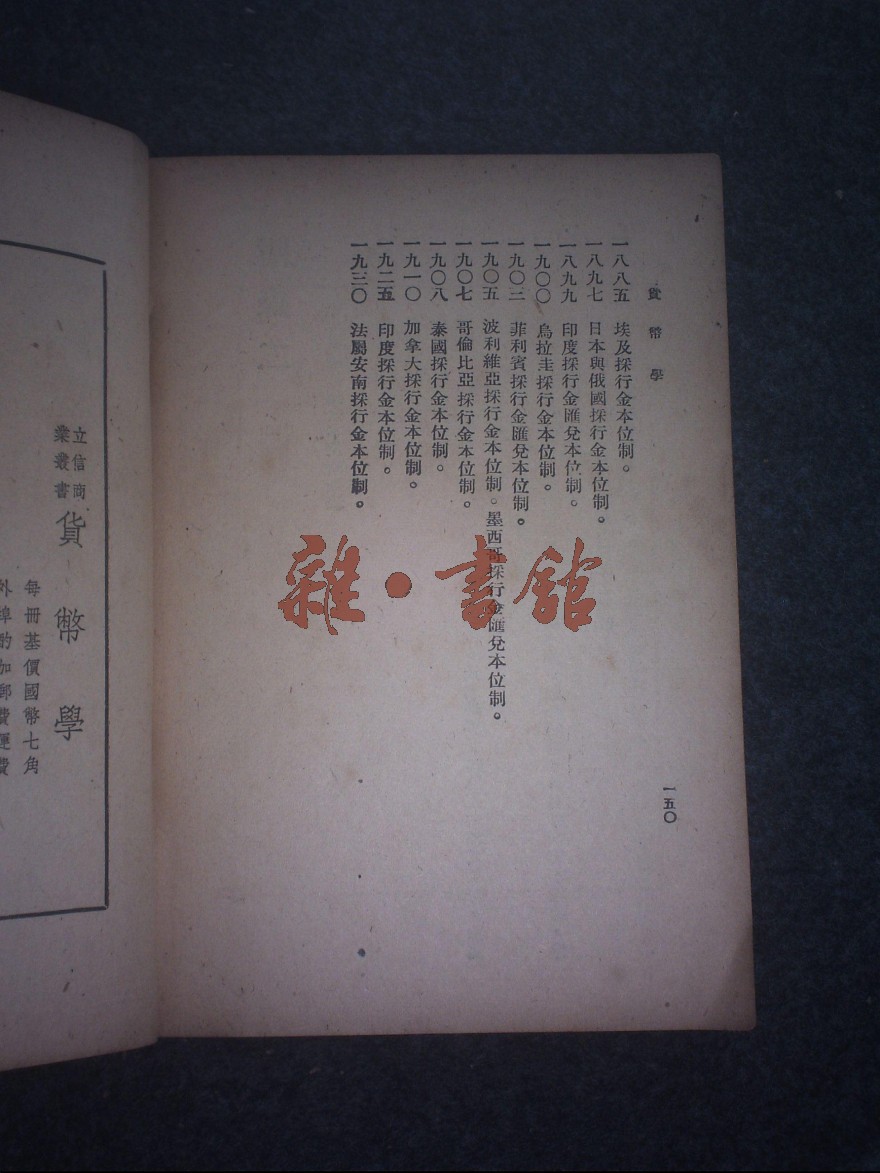 貨幣學
一八八五　埃及採行金本位制。
一八九七　日本與俄國採行金本位制。
一八九九　印度採行金匯兌本位制。
一九〇〇　烏拉圭採行金本位制。
一九〇三　菲利賓採行金匯兌本位制。
一九〇五　波利維亞採行金本位制。墨西哥採行金匯兌本位制。
一九〇七　哥倫比亞採行金本位制。
一九〇八　泰國採行金本位制。
一九一〇　加拿大採行金本位制。
一九二五　印度採行金本位制。
一九三〇　法屬安南採行金本位制。
一五〇
雜·書館
立信商
業叢書
貨幣學
每冊基價國幣七角
外埠酌加郵費運費